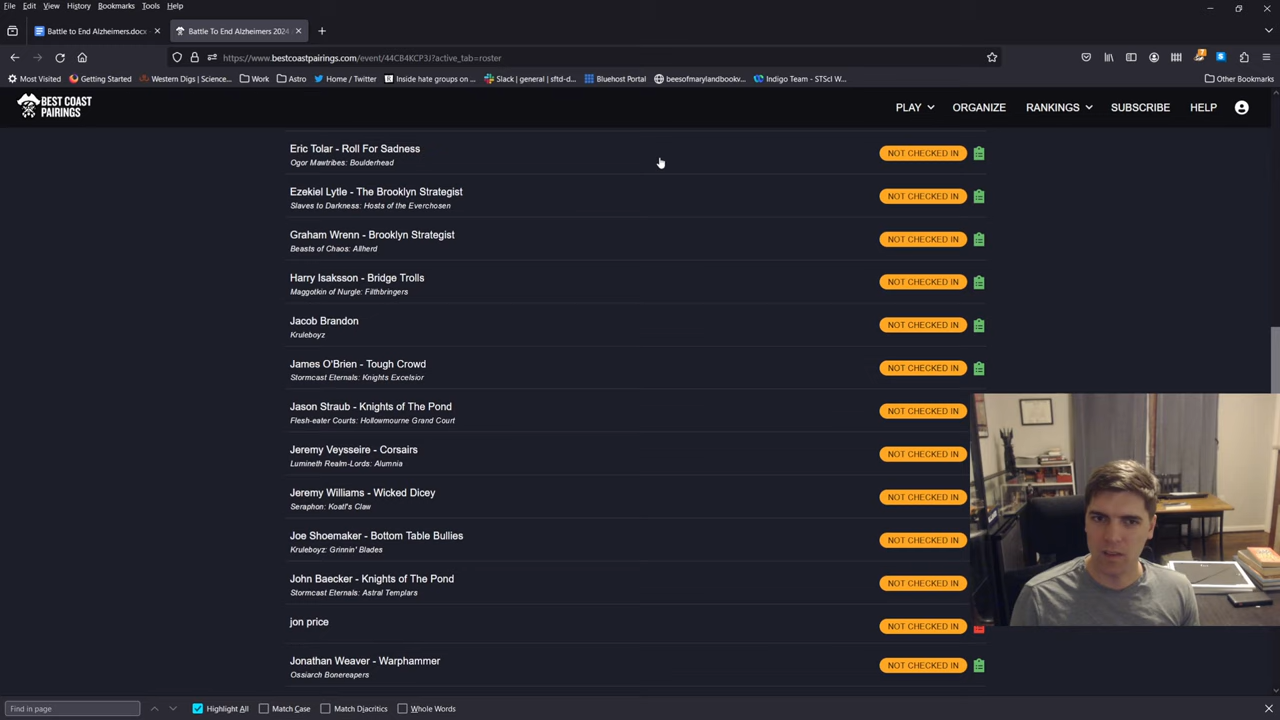 File Edit View History Bookmarks Tools Help
Battle to End Alzheimers.docx × Battle To End Alzheimers 2024 × +
https://www.bestcoastpairings.com/event/44CB4KCP3J?active_tab=roster
Most Visited Getting Started Western Digs | Science... Work Astro Home / Twitter Inside hate groups on ... Slack | general | sftd-d... Bluehost Portal beesofmarylandbookw... Indigo Team - STScI W... Other Bookmarks
BEST COAST PAIRINGS PLAY ORGANIZE RANKINGS SUBSCRIBE HELP
Eric Tolar - Roll For Sadness NOT CHECKED IN
Ogor Mawtribes: Boulderhead
Ezekiel Lytle - The Brooklyn Strategist NOT CHECKED IN
Slaves to Darkness: Hosts of the Everchosen
Graham Wrenn - Brooklyn Strategist NOT CHECKED IN
Beasts of Chaos: Allherd
Harry Isaksson - Bridge Trolls NOT CHECKED IN
Maggotkin of Nurgle: Filthbringers
Jacob Brandon NOT CHECKED IN
Kruleboyz
James O'Brien - Tough Crowd NOT CHECKED IN
Stormcast Eternals: Knights Excelsior
Jason Straub - Knights of The Pond NOT CHECKED IN
Flesh-eater Courts: Hollowmourne Grand Court
Jeremy Veysseire - Corsairs NOT CHECKED IN
Lumineth Realm-Lords: Alumnia
Jeremy Williams - Wicked Dicey NOT CHECKED IN
Seraphon: Koatl's Claw
Joe Shoemaker - Bottom Table Bullies NOT CHECKED IN
Kruleboyz: Grinnin' Blades
John Baecker - Knights of The Pond NOT CHECKED IN
Stormcast Eternals: Astral Templars
jon price NOT CHECKED IN
Jonathan Weaver - Warphammer NOT CHECKED IN
Ossiarch Bonereapers
Find in page Highlight All Match Case Match Diacritics Whole Words